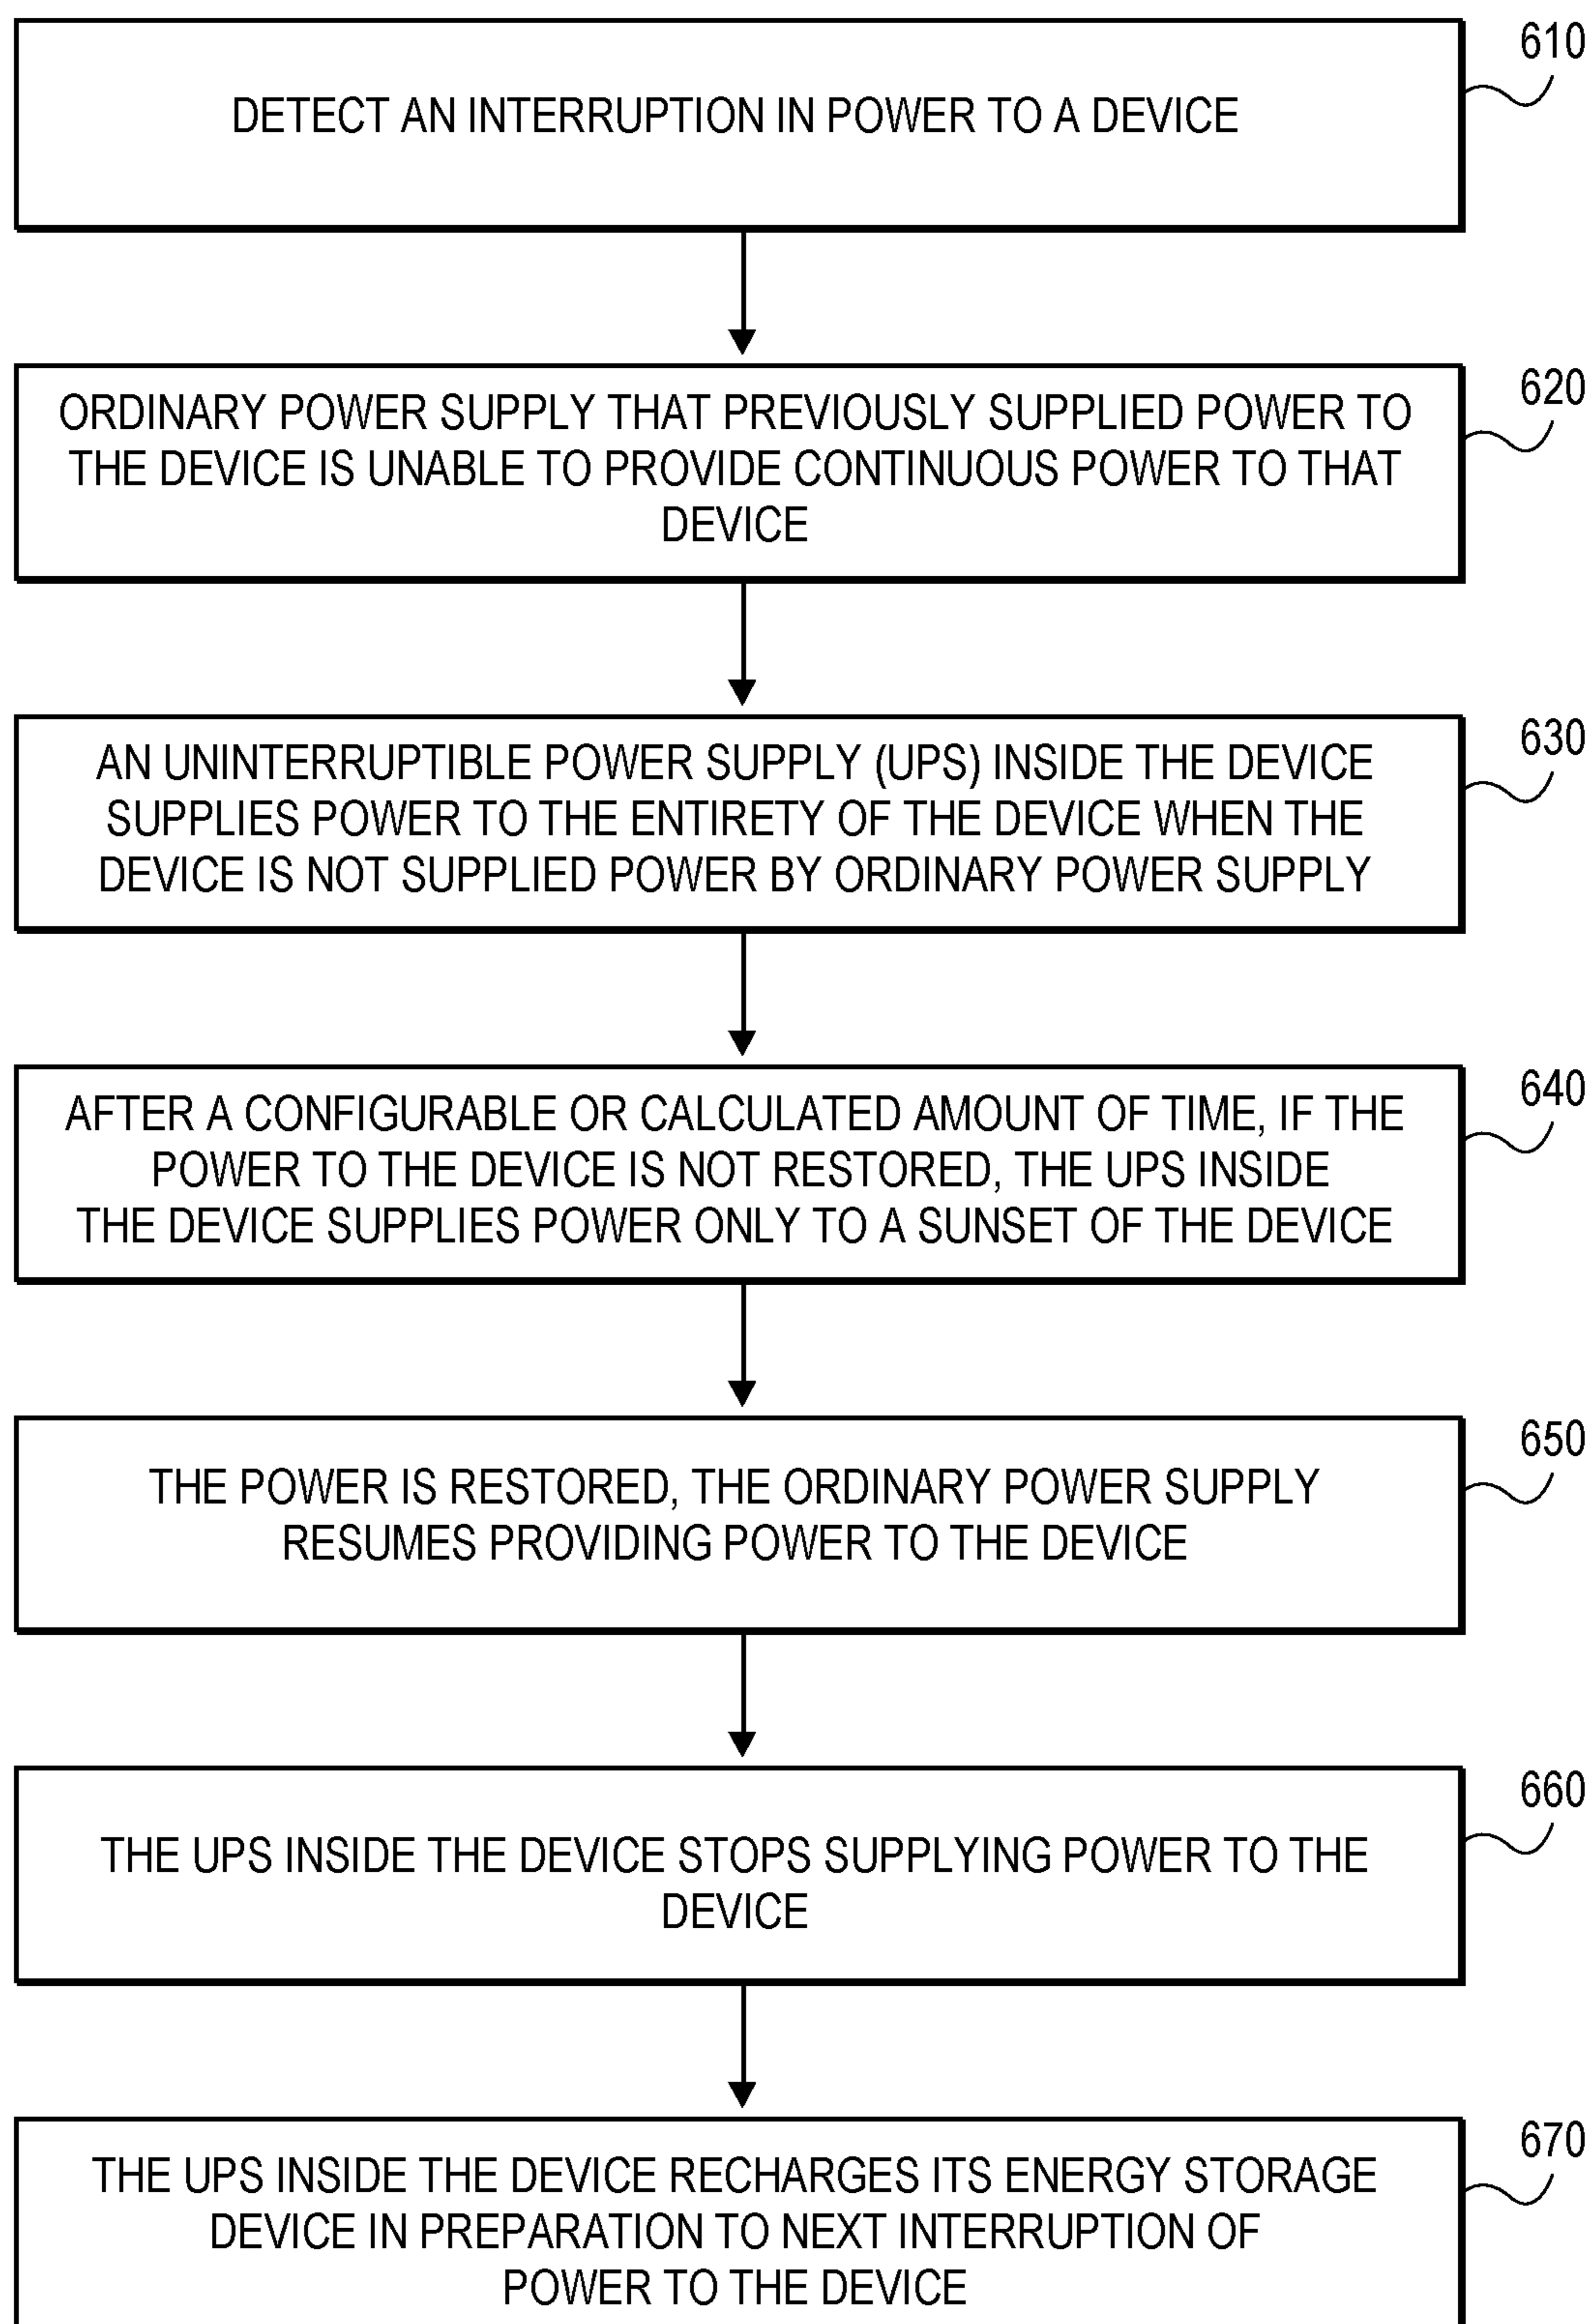 610
DETECT AN INTERRUPTION IN POWER TO A DEVICE
620
ORDINARY POWER SUPPLY THAT PREVIOUSLY SUPPLIED POWER TO
THE DEVICE IS UNABLE TO PROVIDE CONTINUOUS POWER TO THAT
DEVICE
630
AN UNINTERRUPTIBLE POWER SUPPLY (UPS) INSIDE THE DEVICE
SUPPLIES POWER TO THE ENTIRETY OF THE DEVICE WHEN THE
DEVICE IS NOT SUPPLIED POWER BY ORDINARY POWER SUPPLY
640
AFTER A CONFIGURABLE OR CALCULATED AMOUNT OF TIME, IF THE
POWER TO THE DEVICE IS NOT RESTORED, THE UPS INSIDE
THE DEVICE SUPPLIES POWER ONLY TO A SUNSET OF THE DEVICE
650
THE POWER IS RESTORED, THE ORDINARY POWER SUPPLY
RESUMES PROVIDING POWER TO THE DEVICE
660
THE UPS INSIDE THE DEVICE STOPS SUPPLYING POWER TO THE
DEVICE
670
THE UPS INSIDE THE DEVICE RECHARGES ITS ENERGY STORAGE
DEVICE IN PREPARATION TO NEXT INTERRUPTION OF
POWER TO THE DEVICE